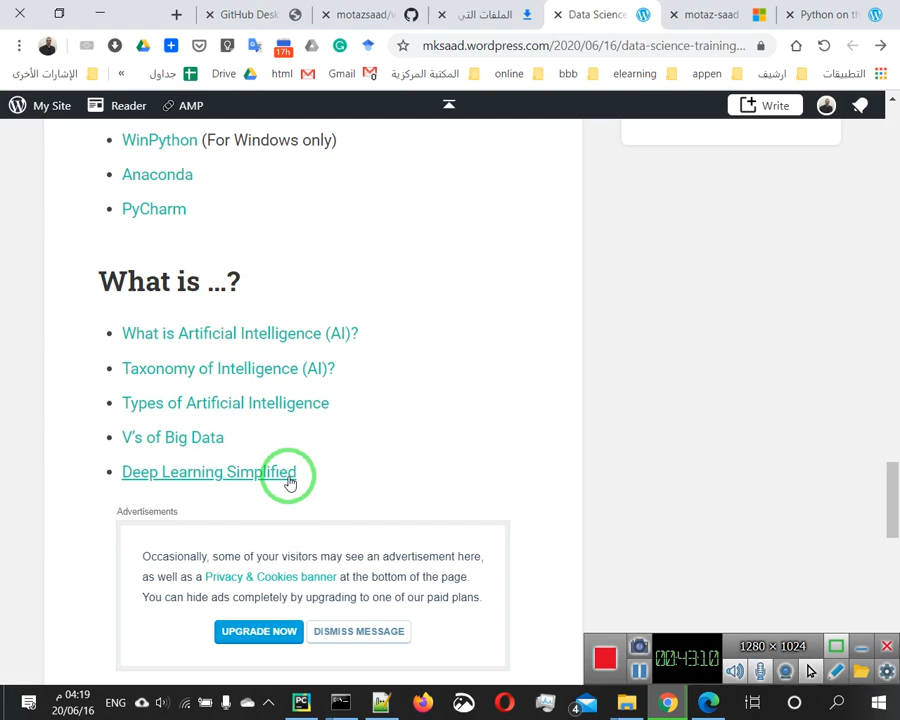 GitHub Desk
motazsaad/
الملفات التي
Data Science
motaz-saad
Python on th
17h
mksaad.wordpress.com/2020/06/16/data-science-training...
الإشارات الأخرى
«
جداول
Drive
html
Gmail
المكتبة المركزية
online
bbb
elearning
appen
ارشيف
التطبيقات
My Site
Reader
AMP
Write
• WinPython (For Windows only)
• Anaconda
• PyCharm
What is ...?
• What is Artificial Intelligence (AI)?
• Taxonomy of Intelligence (AI)?
• Types of Artificial Intelligence
• V's of Big Data
• Deep Learning Simplified
Advertisements
Occasionally, some of your visitors may see an advertisement here,
as well as a Privacy & Cookies banner at the bottom of the page.
You can hide ads completely by upgrading to one of our paid plans.
UPGRADE NOW
DISMISS MESSAGE
00:43:10
1280 × 1024
04:19 م
20/06/16
ENG
PC
4